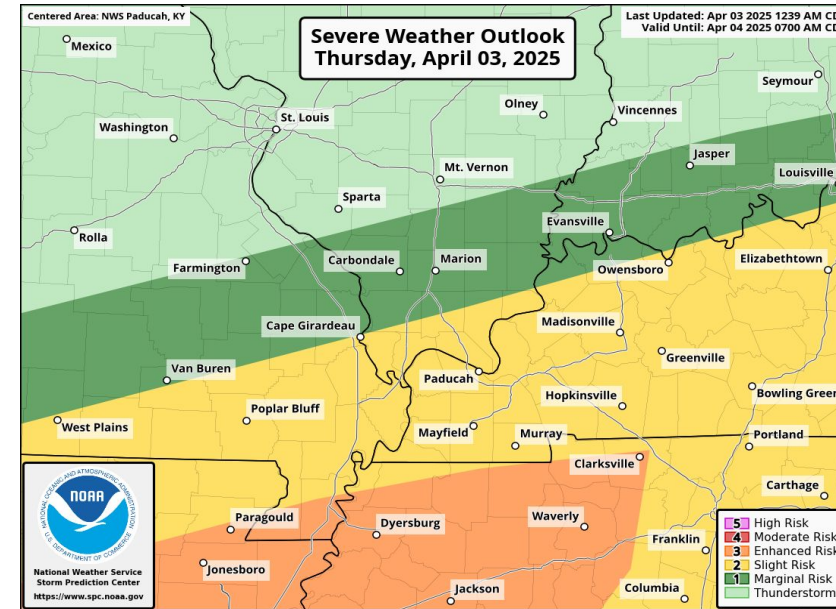 Centered Area: NWS Paducah, KY
Severe Weather Outlook
Thursday, April 03, 2025
Last Updated: Apr 03 2025 1239 AM CD
Valid Until: Apr 04 2025 0700 AM CD
Mexico
Seymour
Olney
Vincennes
St. Louis
Washington
Jasper
Mt. Vernon
Louisville
Sparta
Evansville
Rolla
Farmington
Carbondale
Marion
Owensboro
Elizabethtown
Cape Girardeau
Madisonville
Van Buren
Greenville
Paducah
Bowling Green
Hopkinsville
Poplar Bluff
West Plains
Mayfield
Murray
Portland
Clarksville
Carthage
Paragould
Dyersburg
Waverly
Franklin
Jonesboro
Jackson
Columbia
NATIONAL OCEANIC AND ATMOSPHERIC ADMINISTRATION
NOAA
U.S. DEPARTMENT OF COMMERCE
National Weather Service
Storm Prediction Center
https://www.spc.noaa.gov
5 High Risk
4 Moderate Risk
3 Enhanced Risk
2 Slight Risk
1 Marginal Risk
Thunderstorm